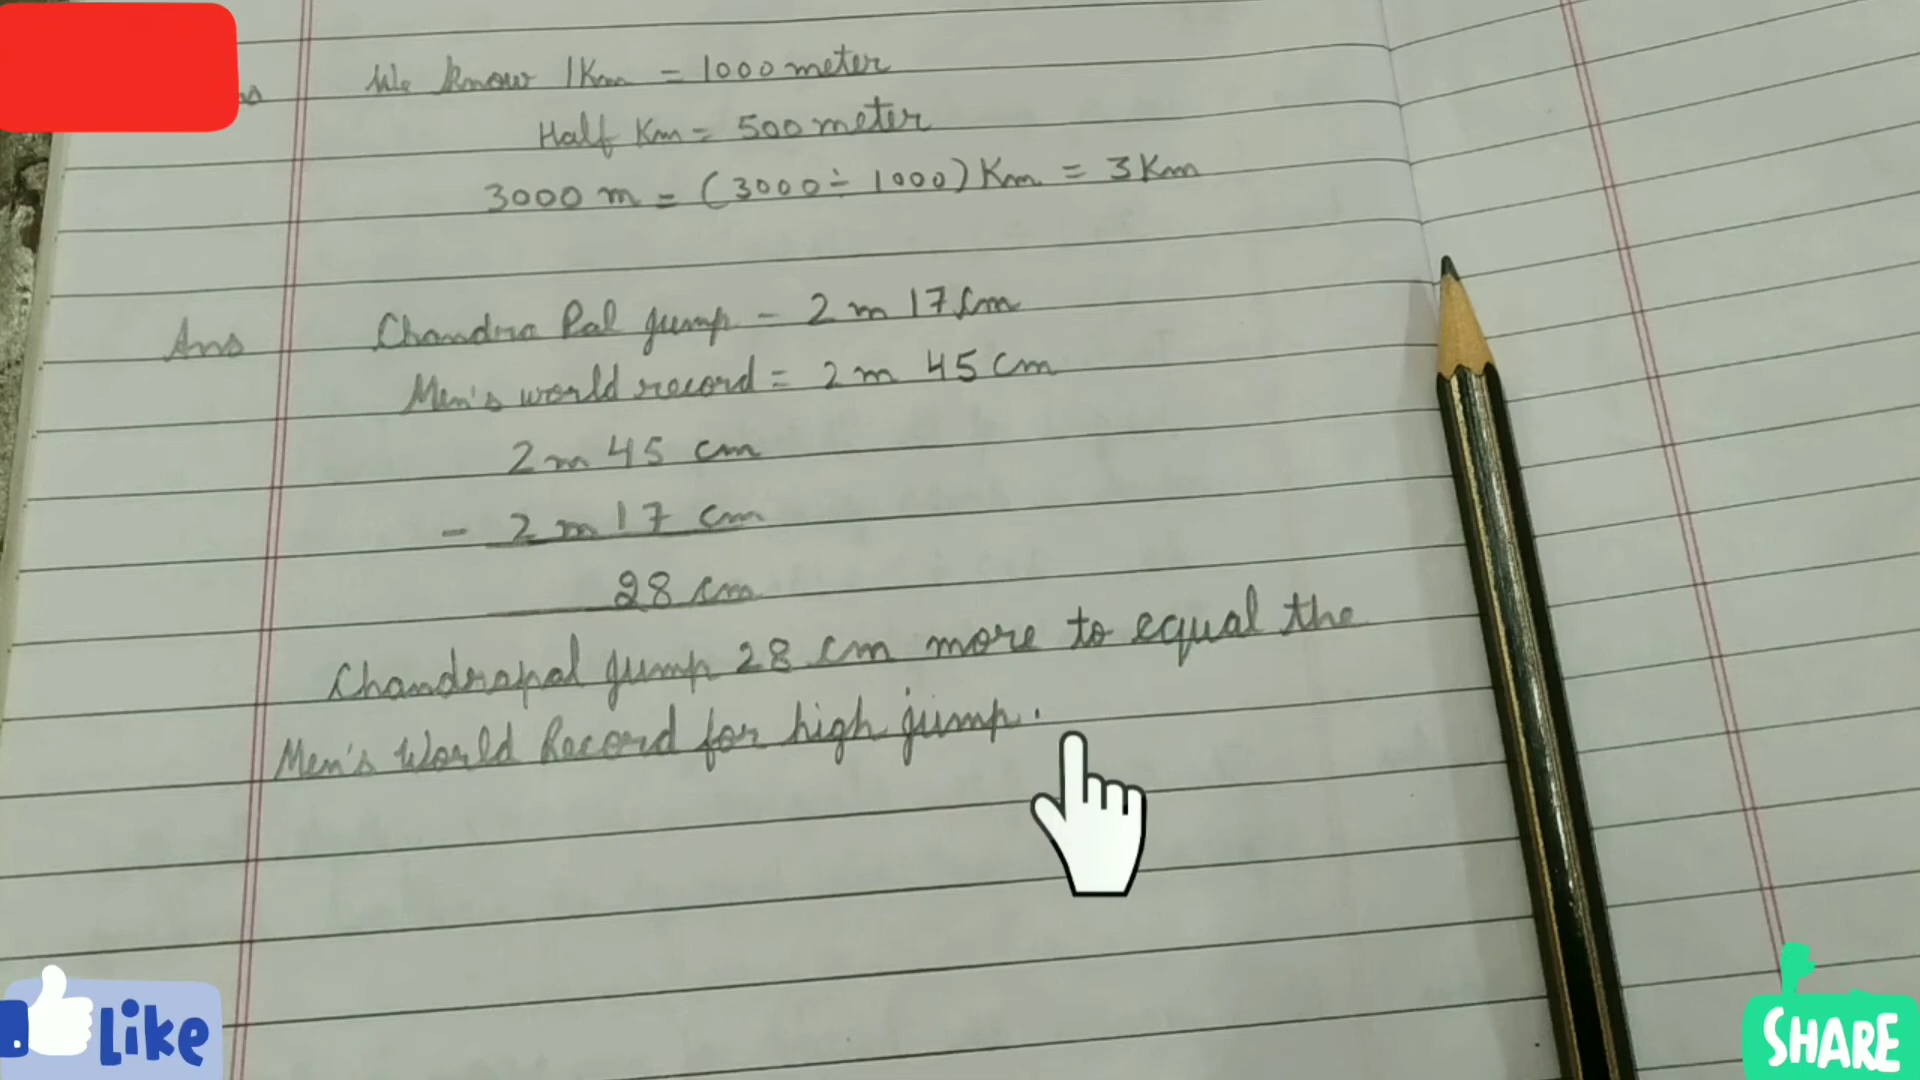 We know 1Km = 1000 meter
Half Km = 500 meter
3000 m = (3000 ÷ 1000) Km = 3 Km
Ans Chandra Pal jump - 2 m 17 cm
Men's world record = 2 m 45 cm
2 m 45 cm
- 2 m 17 cm
28 cm
Chandrapal jump 28 cm more to equal the
Men's World Record for high jump.
Like
SHARE